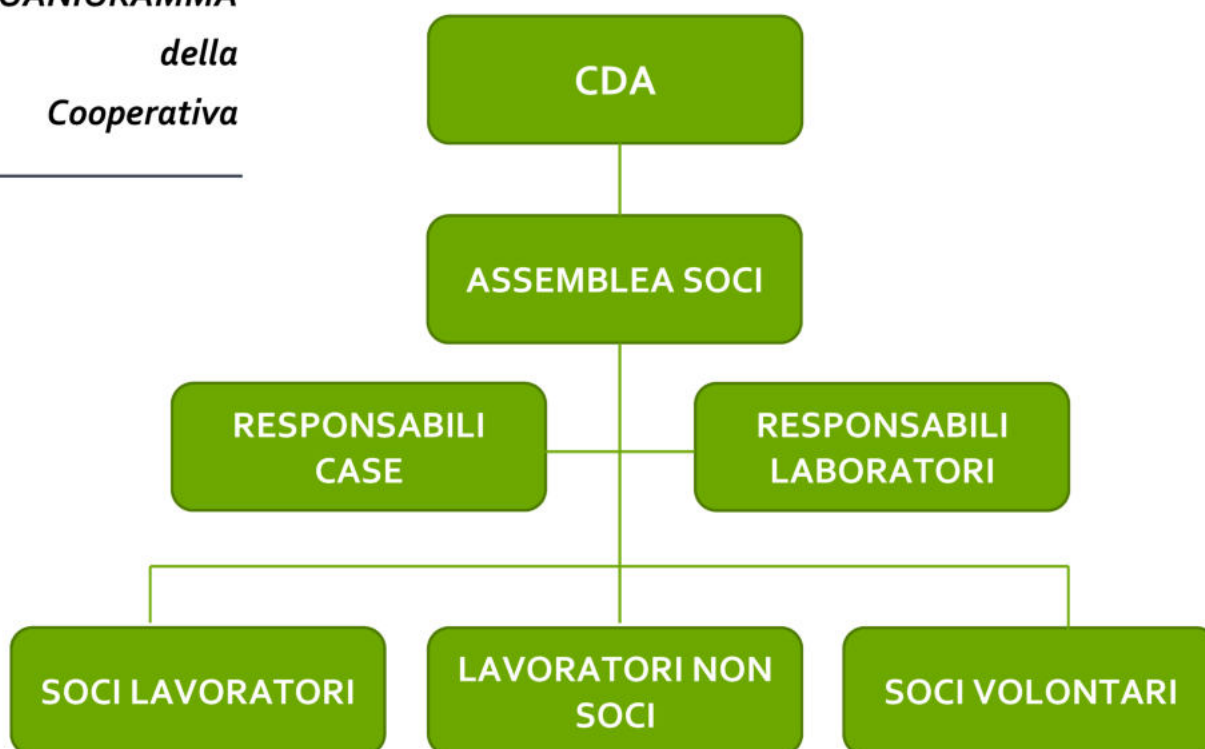 della
Cooperativa
CDA
ASSEMBLEA SOCI
RESPONSABILI
CASE
RESPONSABILI
LABORATORI
SOCI LAVORATORI
LAVORATORI NON
SOCI
SOCI VOLONTARI